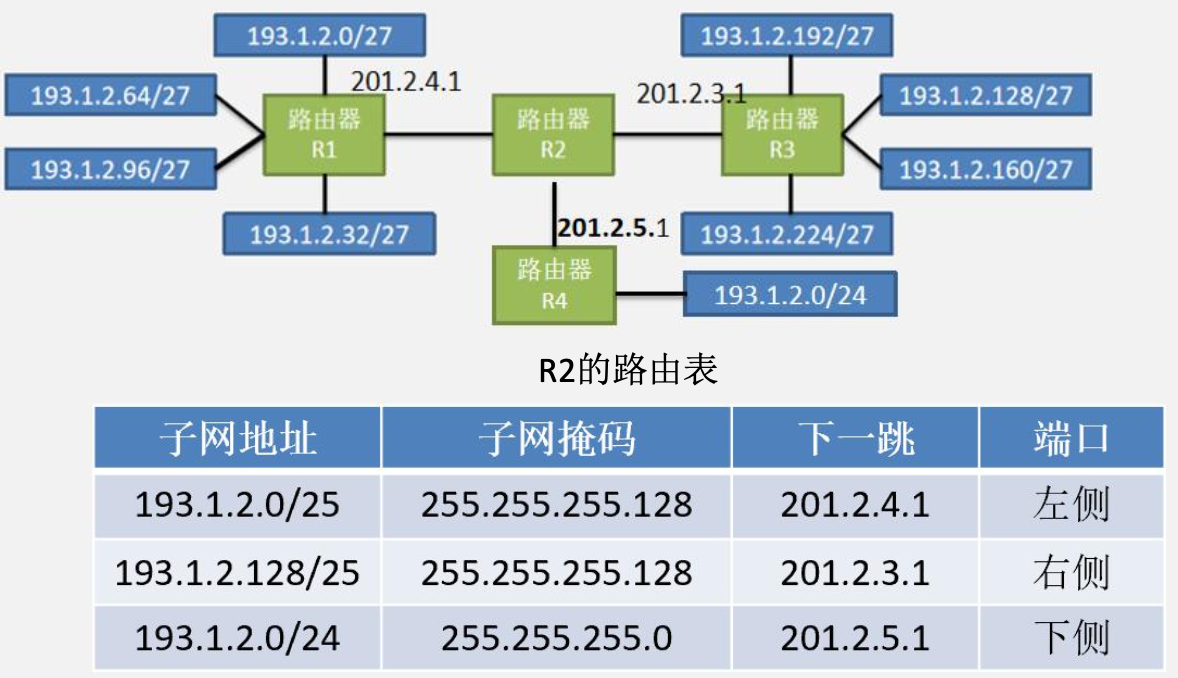 193.1.2.0/27
193.1.2.192/27
193.1.2.64/27
201.2.4.1
201.2.3.1
193.1.2.128/27
路由器
R1
路由器
R2
路由器
R3
193.1.2.96/27
193.1.2.160/27
193.1.2.32/27
201.2.5.1
193.1.2.224/27
路由器
R4
193.1.2.0/24
R2的路由表
子网地址 子网掩码 下一跳 端口
193.1.2.0/25 255.255.255.128 201.2.4.1 左侧
193.1.2.128/25 255.255.255.128 201.2.3.1 右侧
193.1.2.0/24 255.255.255.0 201.2.5.1 下侧